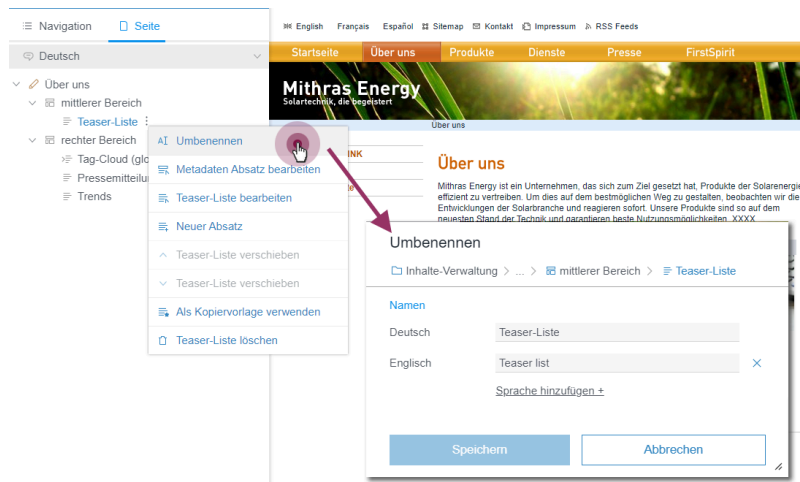 Navigation Seite
Deutsch
Über uns
mittlerer Bereich
Teaser-Liste
rechter Bereich
Tag-Cloud (glo
Pressemitteilu
Trends
Umbenennen
Metadaten Absatz bearbeiten
Teaser-Liste bearbeiten
Neuer Absatz
Teaser-Liste verschieben
Teaser-Liste verschieben
Als Kopiervorlage verwenden
Teaser-Liste löschen
English Français Español Sitemap Kontakt Impressum RSS Feeds
Startseite Über uns Produkte Dienste Presse FirstSpirit
Mithras Energy
Solartechnik, die begeistert
Über uns
INK
te
Über uns
Mithras Energy ist ein Unternehmen, das sich zum Ziel gesetzt hat, Produkte der Solarenergie
effizient zu vertreiben. Um dies auf dem bestmöglichen Weg zu gestalten, beobachten wir die
Entwicklungen der Solarbranche und reagieren sofort. Unsere Produkte sind so auf dem
neuesten Stand der Technik und garantieren beste Nutzungsmöglichkeiten. XXXX
Umbenennen
Inhalte-Verwaltung > ... > mittlerer Bereich > Teaser-Liste
Namen
Deutsch Teaser-Liste
Englisch Teaser list
Sprache hinzufügen +
Speichern Abbrechen